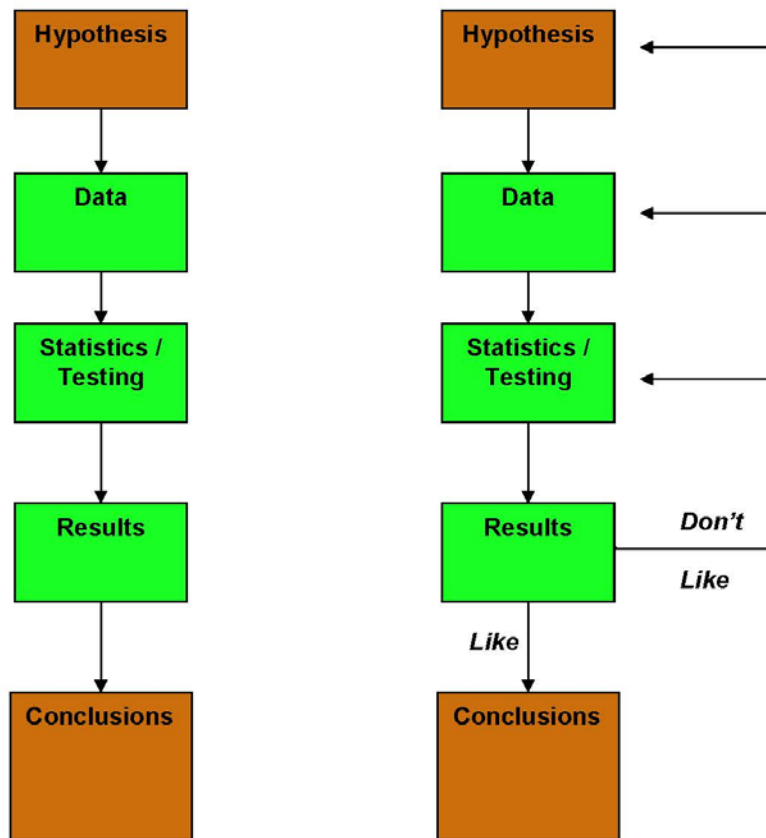 Hypothesis
Data
Statistics /
Testing
Results
Conclusions
Hypothesis
Data
Statistics /
Testing
Results
Don't
Like
Like
Conclusions